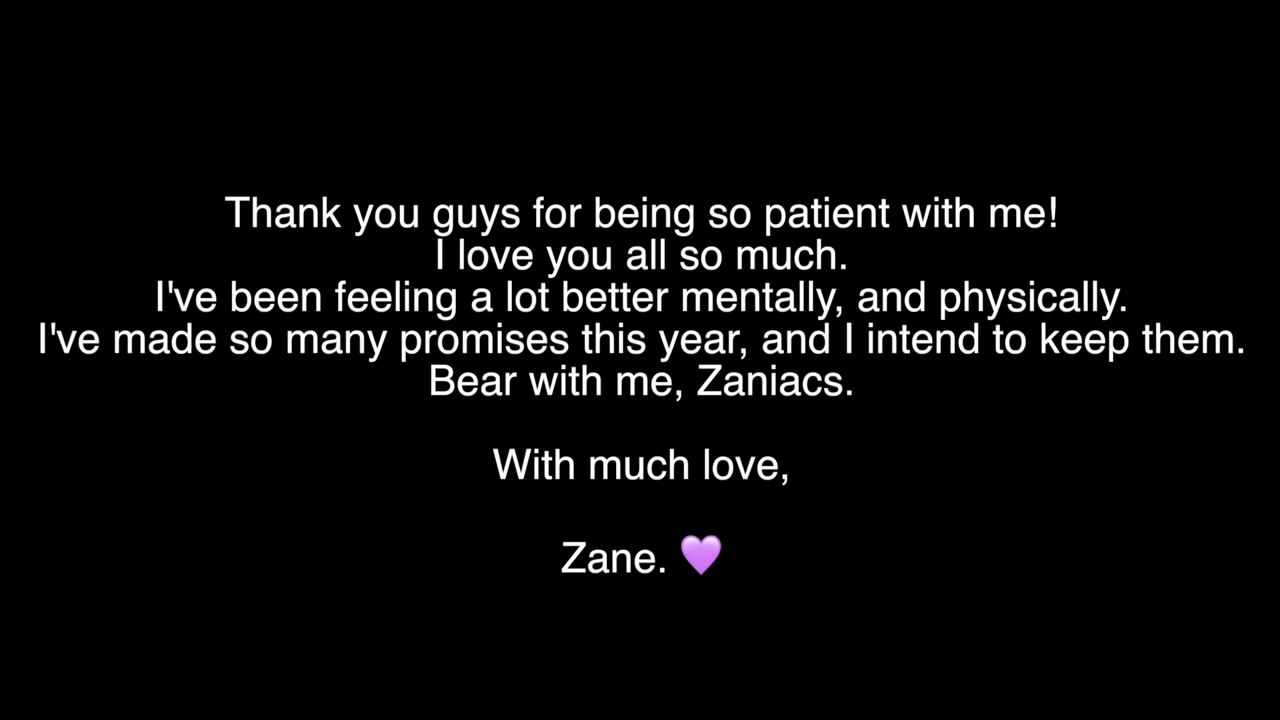 Thank you guys for being so patient with me!
I love you all so much.
I've been feeling a lot better mentally, and physically.
I've made so many promises this year, and I intend to keep them.
Bear with me, Zaniacs.
With much love,
Zane. 💜